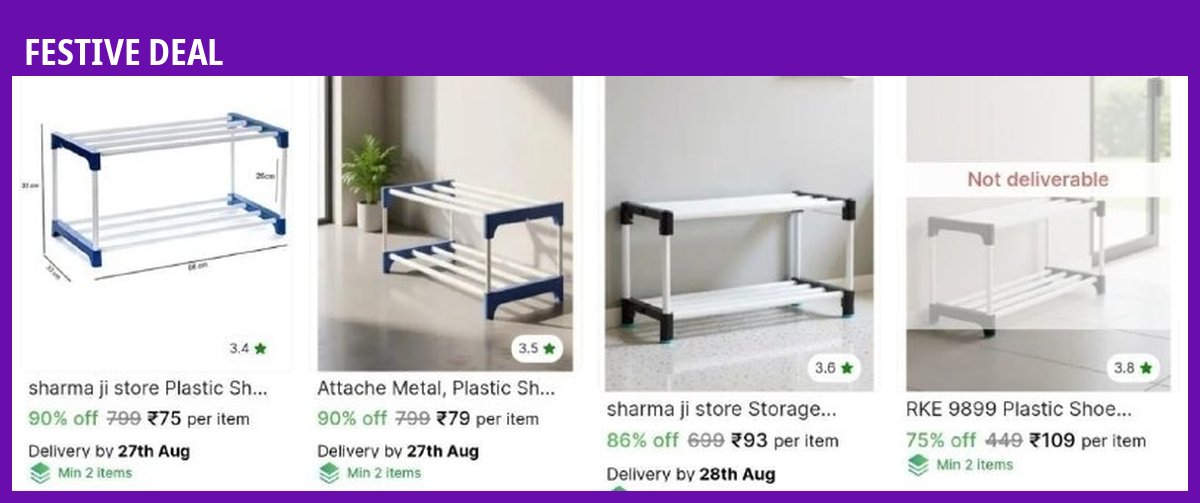 FESTIVE DEAL
26cm
66 cm
3.4
sharma ji store Plastic Sh...
90% off 799 ₹75 per item
Delivery by 27th Aug
Min 2 items
3.5
Attache Metal, Plastic Sh...
90% off 799 ₹79 per item
Delivery by 27th Aug
Min 2 items
3.6
sharma ji store Storage...
86% off 699 ₹93 per item
Delivery by 28th Aug
Not deliverable
3.8
RKE 9899 Plastic Shoe...
75% off 449 ₹109 per item
Min 2 items